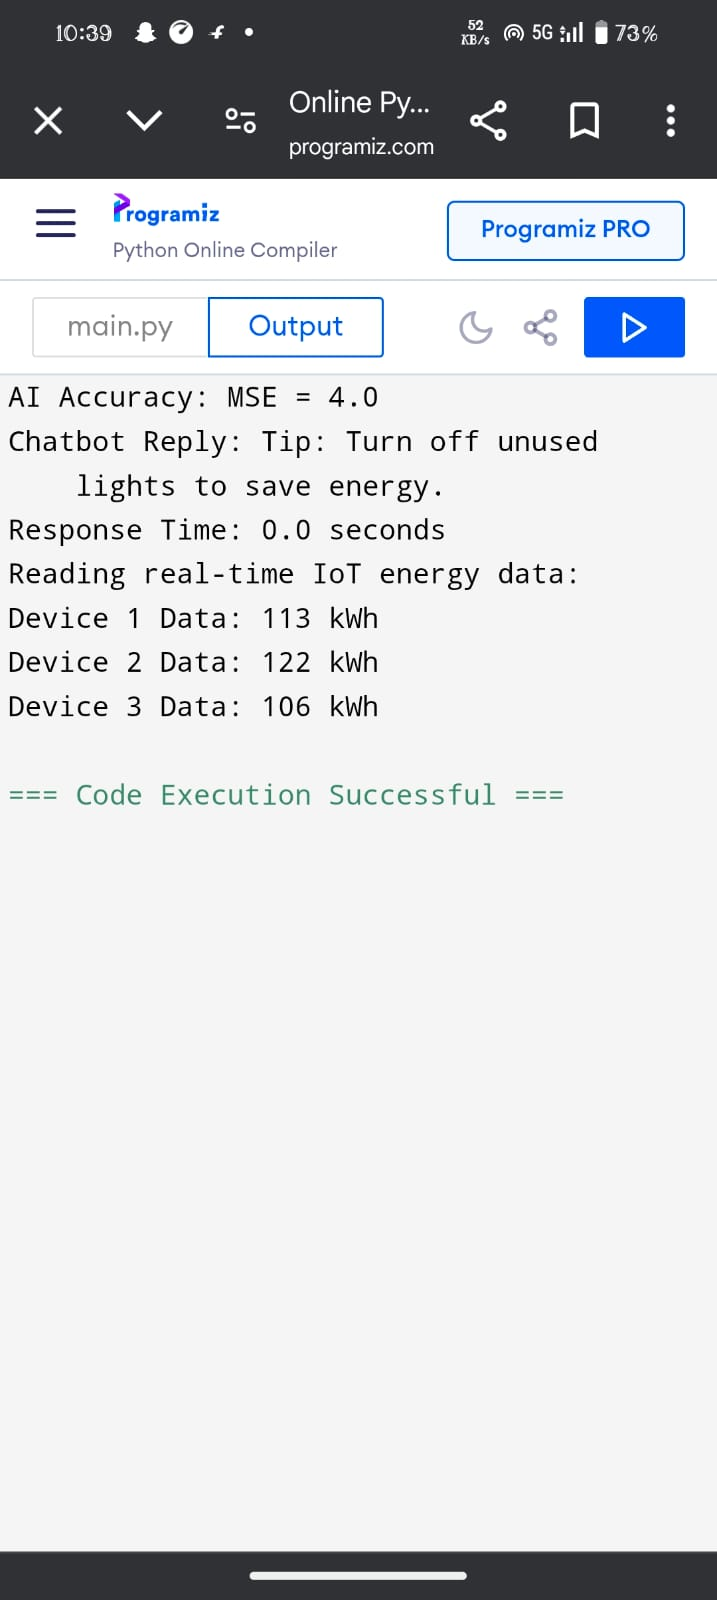 10:39
52
KB/s
5G
73%
Online Py...
programiz.com
Programiz
Python Online Compiler
Programiz PRO
main.py
Output
AI Accuracy: MSE = 4.0
Chatbot Reply: Tip: Turn off unused
lights to save energy.
Response Time: 0.0 seconds
Reading real-time IoT energy data:
Device 1 Data: 113 kWh
Device 2 Data: 122 kWh
Device 3 Data: 106 kWh
=== Code Execution Successful ===